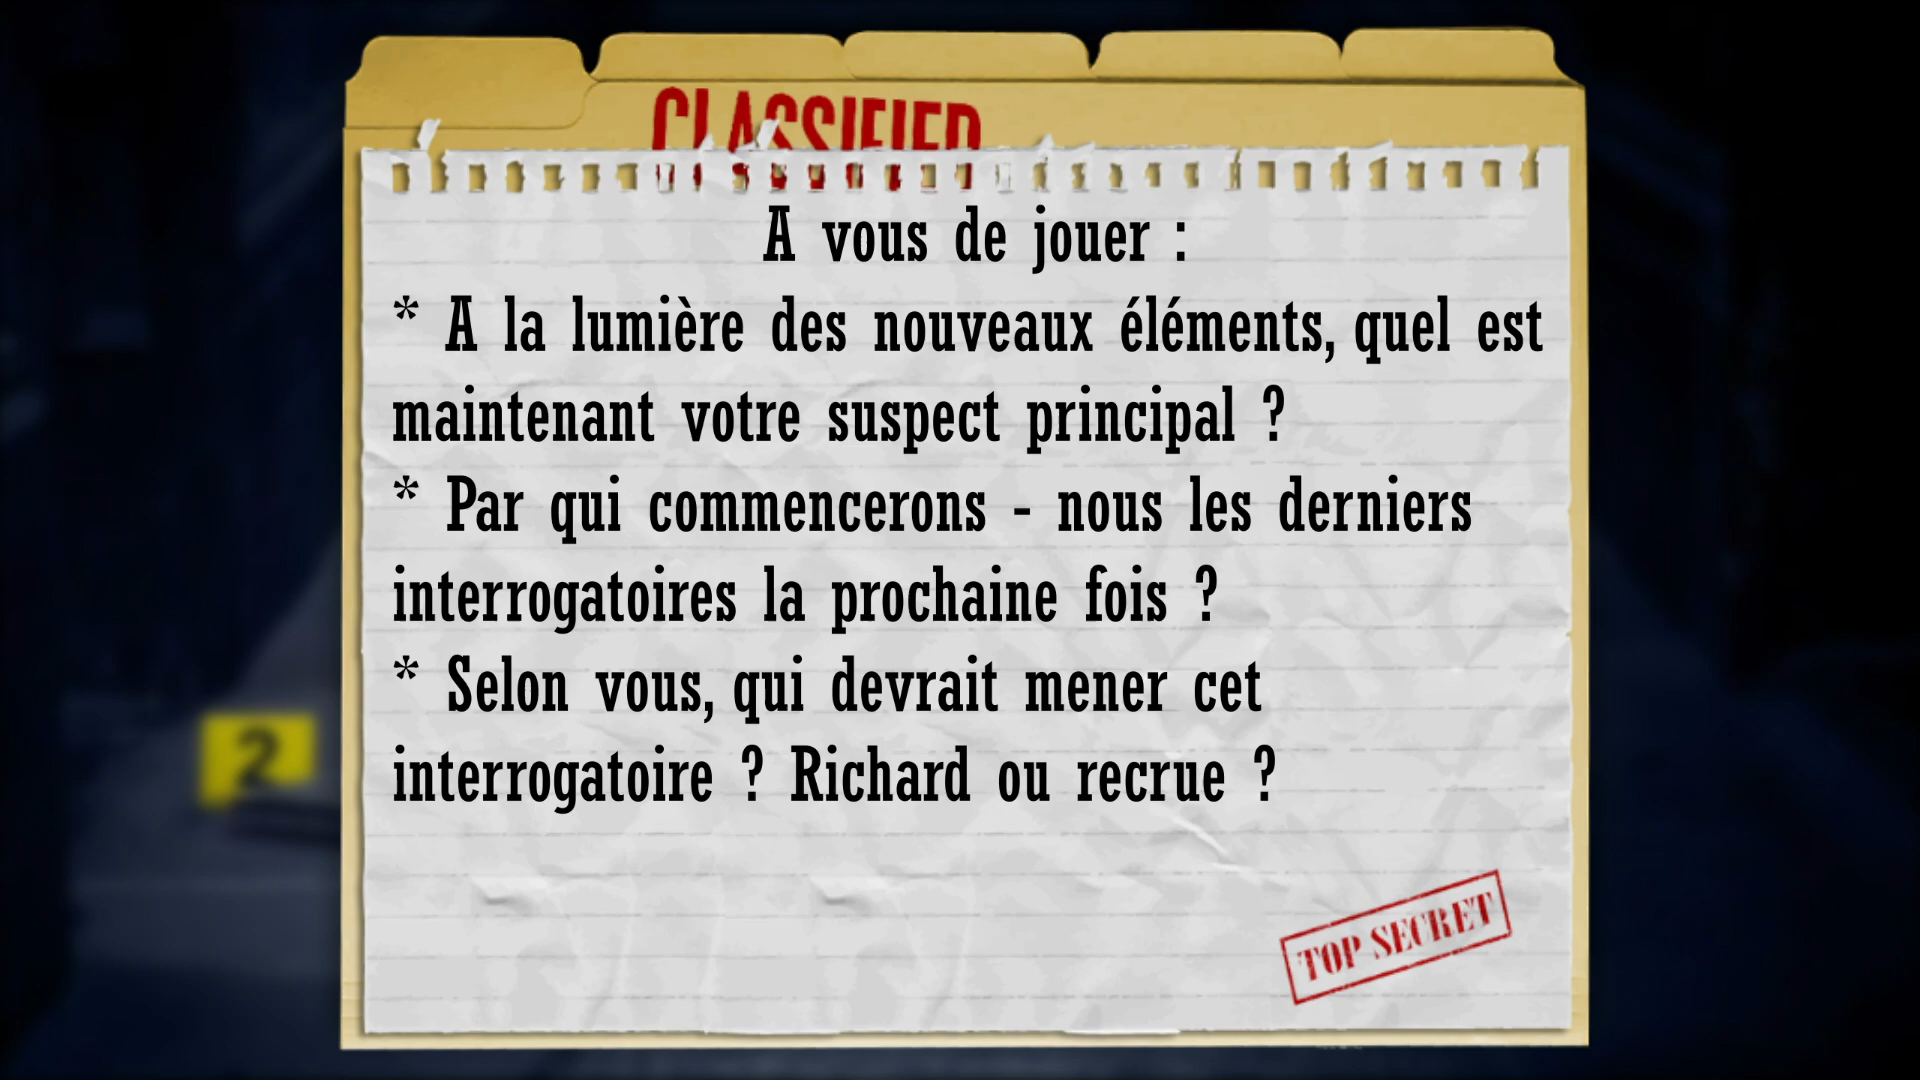 CLASSIFIED
A vous de jouer :
* A la lumière des nouveaux éléments, quel est
maintenant votre suspect principal ?
* Par qui commencerons - nous les derniers
interrogatoires la prochaine fois ?
* Selon vous, qui devrait mener cet
interrogatoire ? Richard ou recrue ?
2
TOP SECRET